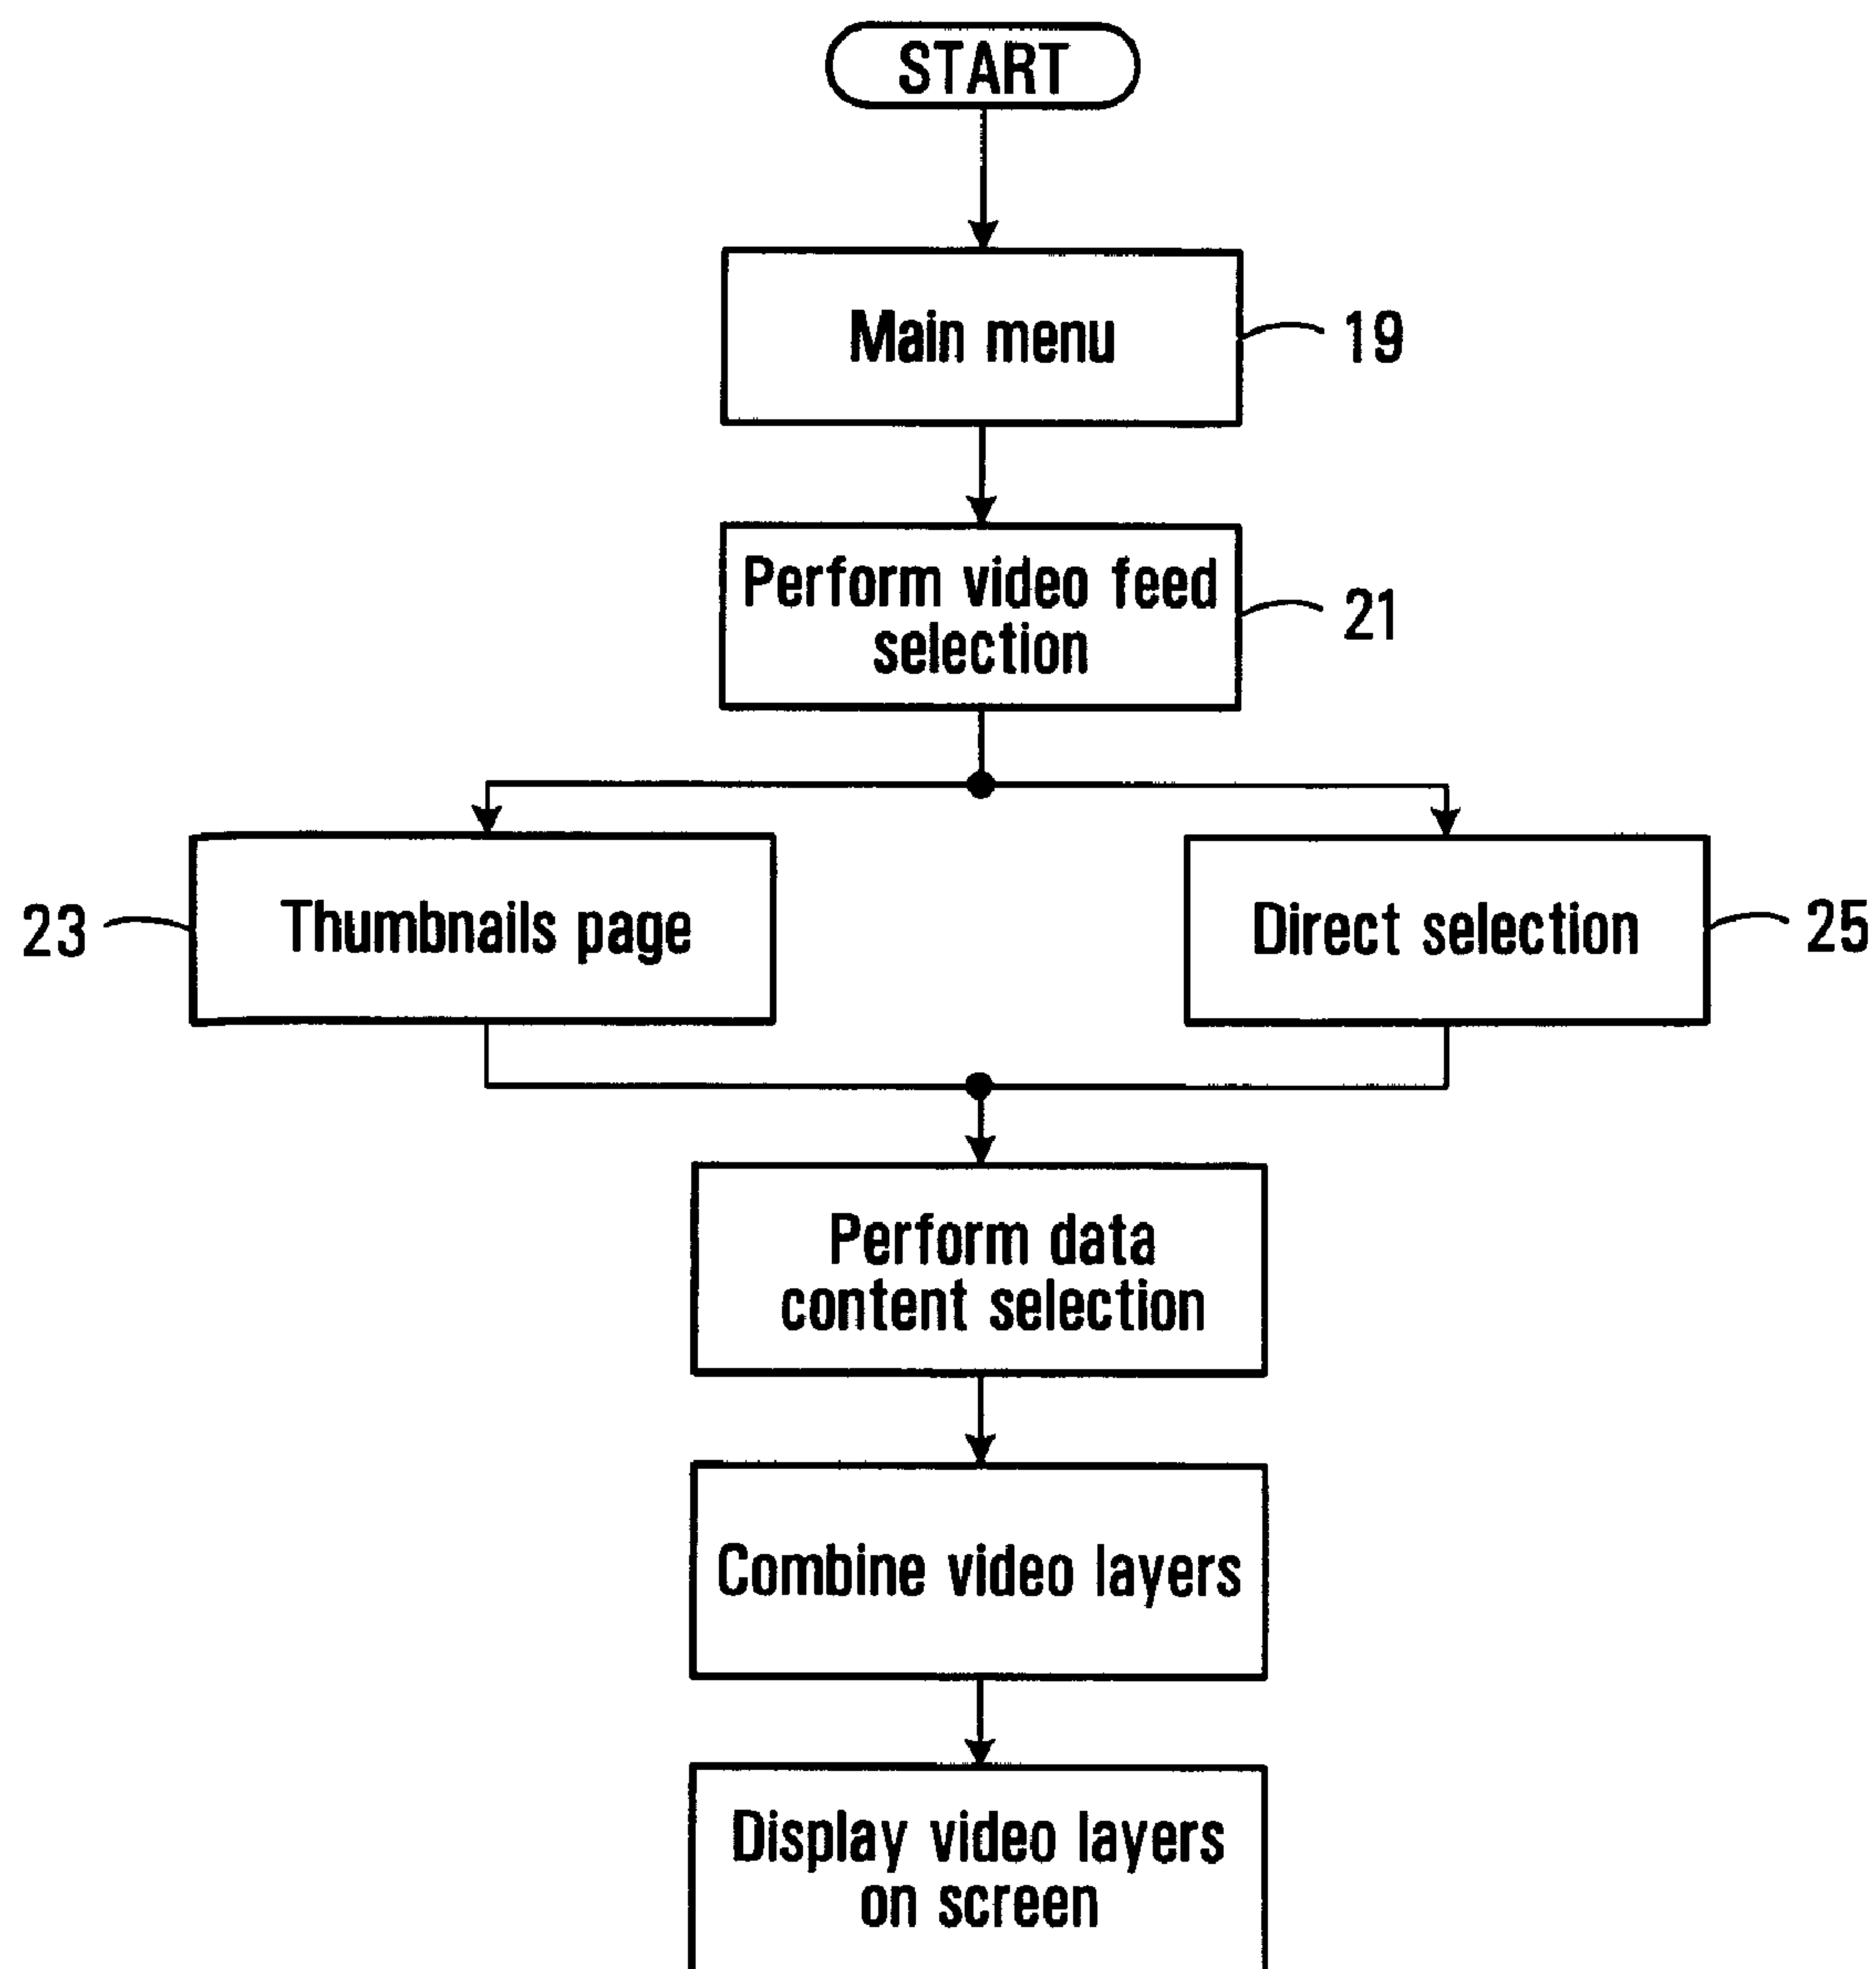 START
Main menu
19
Perform video feed
selection
21
23
Thumbnails page
Direct selection
25
Perform data
content selection
Combine video layers
Display video layers
on screen